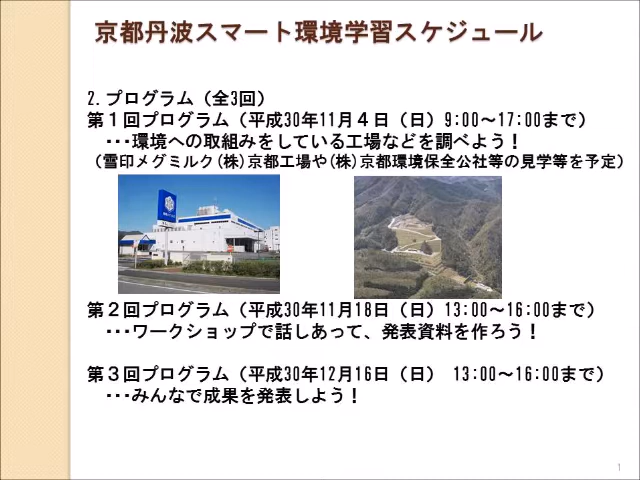 京都丹波スマート環境学習スケジュール
2.プログラム（全3回）
第１回プログラム（平成30年11月４日（日）9:00～17:00まで）
･･･環境への取組みをしている工場などを調べよう！
（雪印メグミルク(株)京都工場や(株)京都環境保全公社等の見学等を予定）
第２回プログラム（平成30年11月18日（日）13:00～16:00まで）
･･･ワークショップで話しあって、発表資料を作ろう！
第３回プログラム（平成30年12月16日（日） 13:00～16:00まで）
･･･みんなで成果を発表しよう！
1